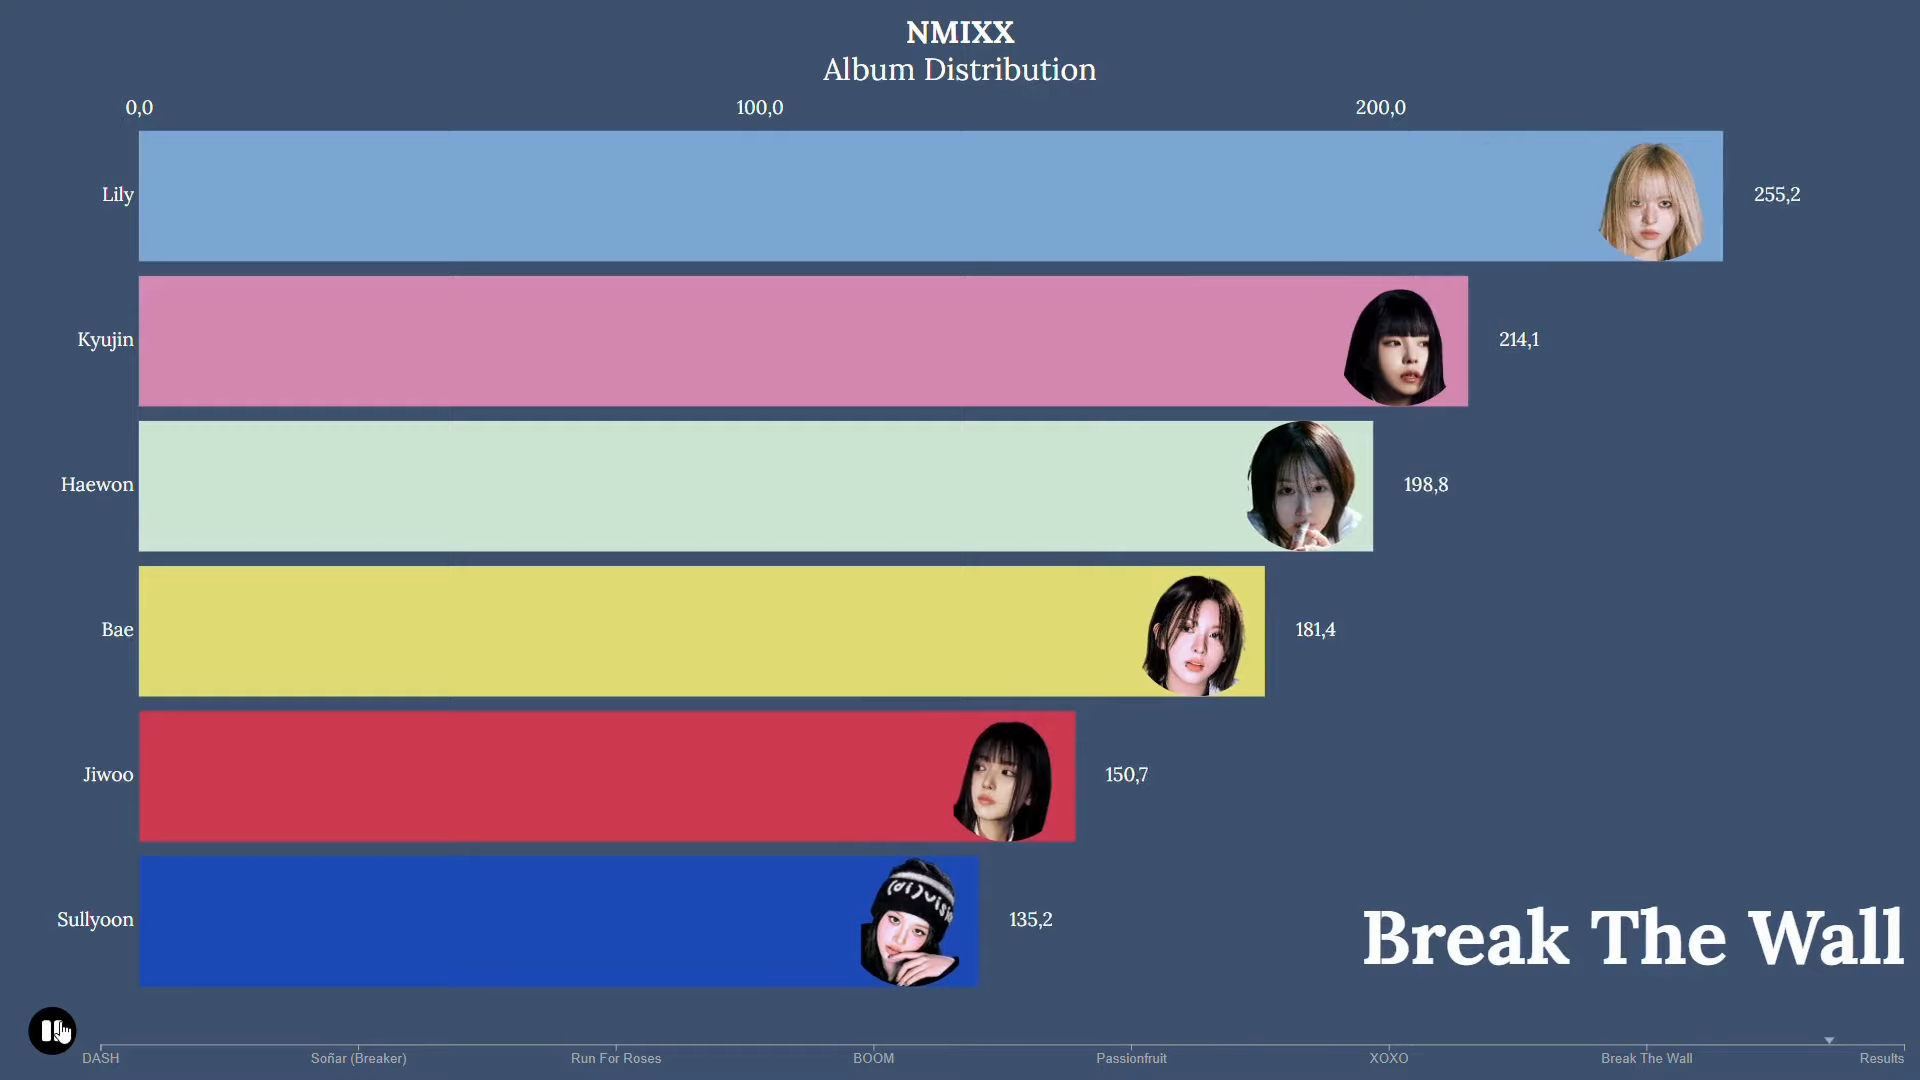 NMIXX
Album Distribution
0,0 100,0 200,0
Lily 255,2
Kyujin 214,1
Haewon 198,8
Bae 181,4
Jiwoo 150,7
(di)visi
Sullyoon 135,2
Break The Wall
DASH Soñar (Breaker) Run For Roses BOOM Passionfruit XOXO Break The Wall Results